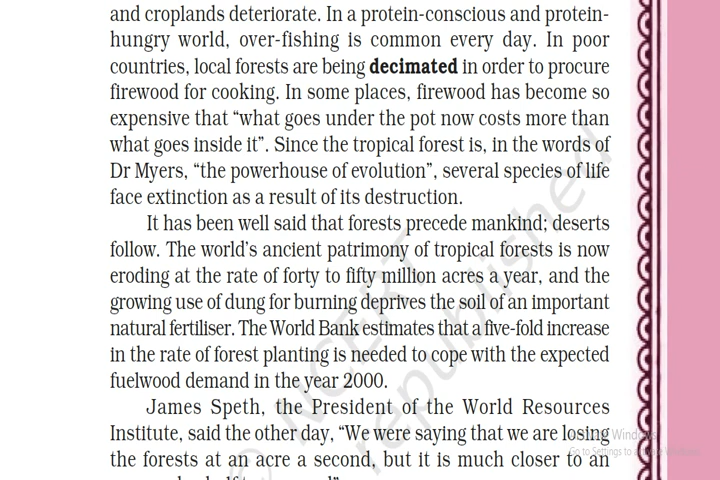 and croplands deteriorate. In a protein-conscious and protein-
hungry world, over-fishing is common every day. In poor
countries, local forests are being decimated in order to procure
firewood for cooking. In some places, firewood has become so
expensive that “what goes under the pot now costs more than
what goes inside it”. Since the tropical forest is, in the words of
Dr Myers, “the powerhouse of evolution”, several species of life
face extinction as a result of its destruction.
It has been well said that forests precede mankind; deserts
follow. The world’s ancient patrimony of tropical forests is now
eroding at the rate of forty to fifty million acres a year, and the
growing use of dung for burning deprives the soil of an important
natural fertiliser. The World Bank estimates that a five-fold increase
in the rate of forest planting is needed to cope with the expected
fuelwood demand in the year 2000.
James Speth, the President of the World Resources
Institute, said the other day, “We were saying that we are losing
the forests at an acre a second, but it is much closer to an
© NCERT
republished
Windows
Go to Settings to Windows.